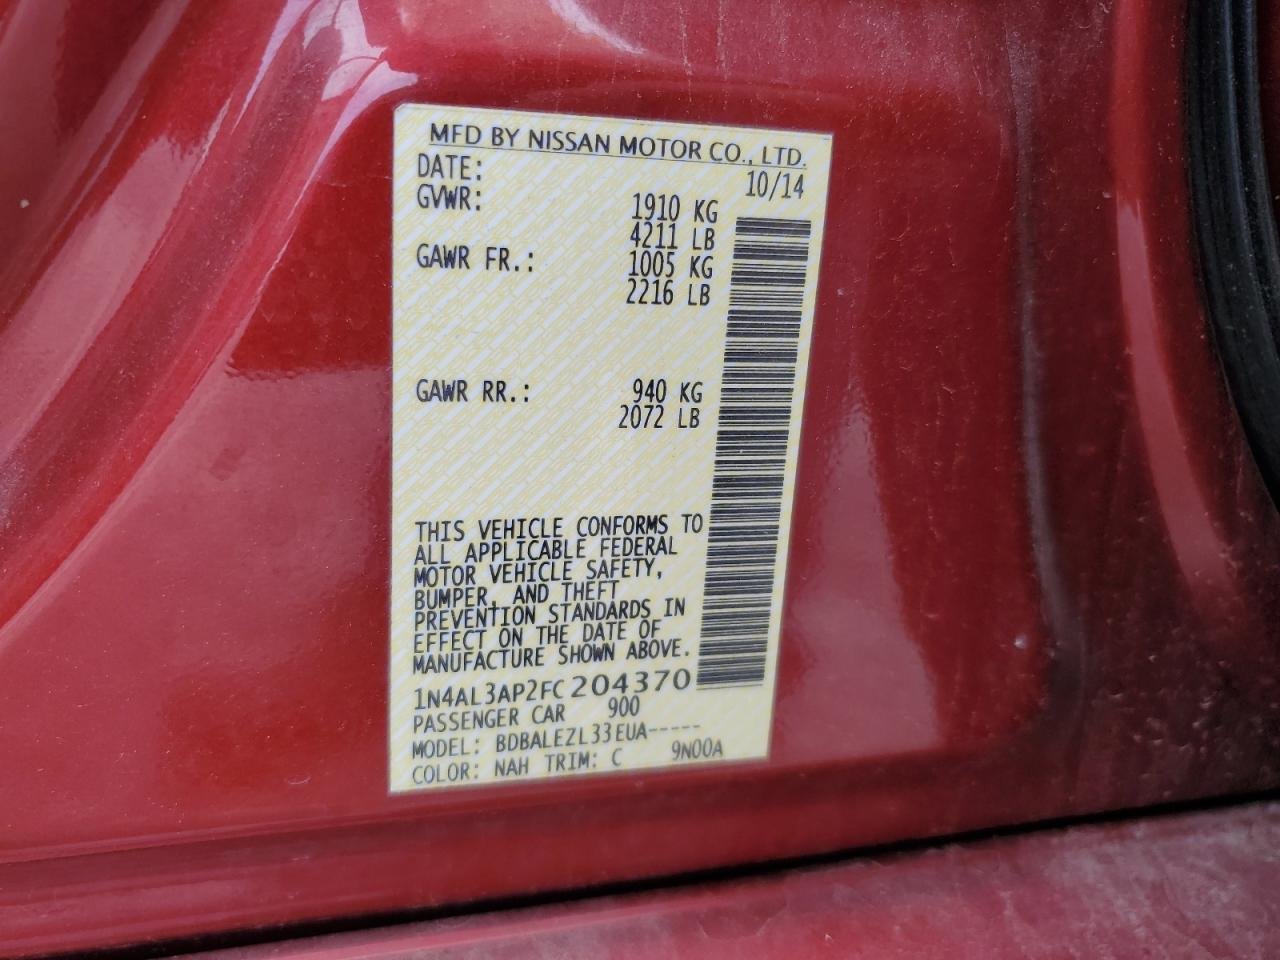 MFD BY NISSAN MOTOR CO., LTD.
DATE: 10/14
GVWR: 1910 KG
4211 LB
GAWR FR.: 1005 KG
2216 LB
GAWR RR.: 940 KG
2072 LB
THIS VEHICLE CONFORMS TO
ALL APPLICABLE FEDERAL
MOTOR VEHICLE SAFETY,
BUMPER, AND THEFT
PREVENTION STANDARDS IN
EFFECT ON THE DATE OF
MANUFACTURE SHOWN ABOVE.
1N4AL3AP2FC204370
PASSENGER CAR 900
MODEL: BDBALEZL33EUA-----
COLOR: NAH TRIM: C 9N00A